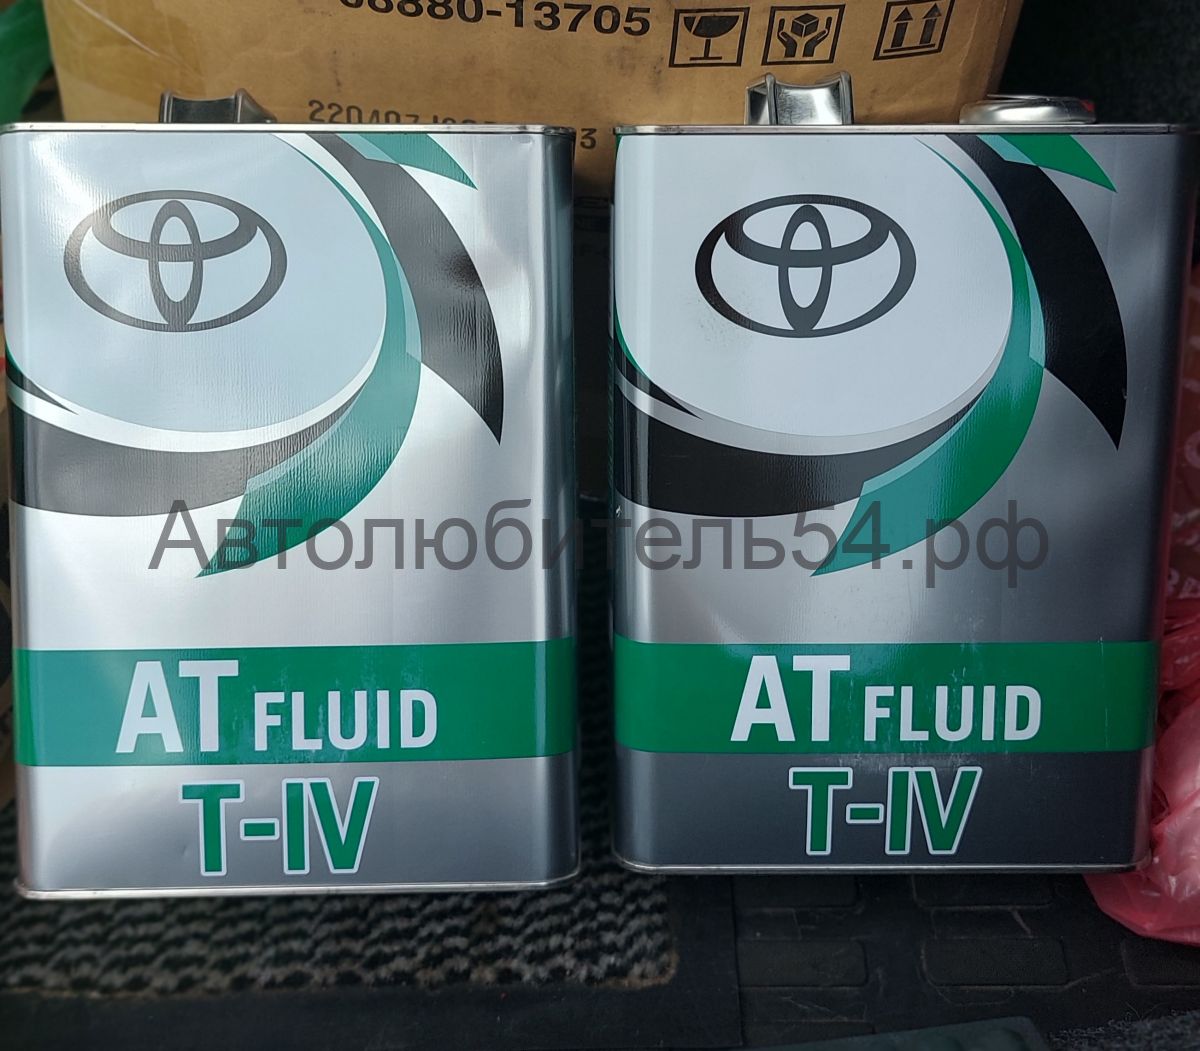 08880-13705
Автолюбитель54.рф
AT FLUID
T-IV
AT FLUID
T-IV